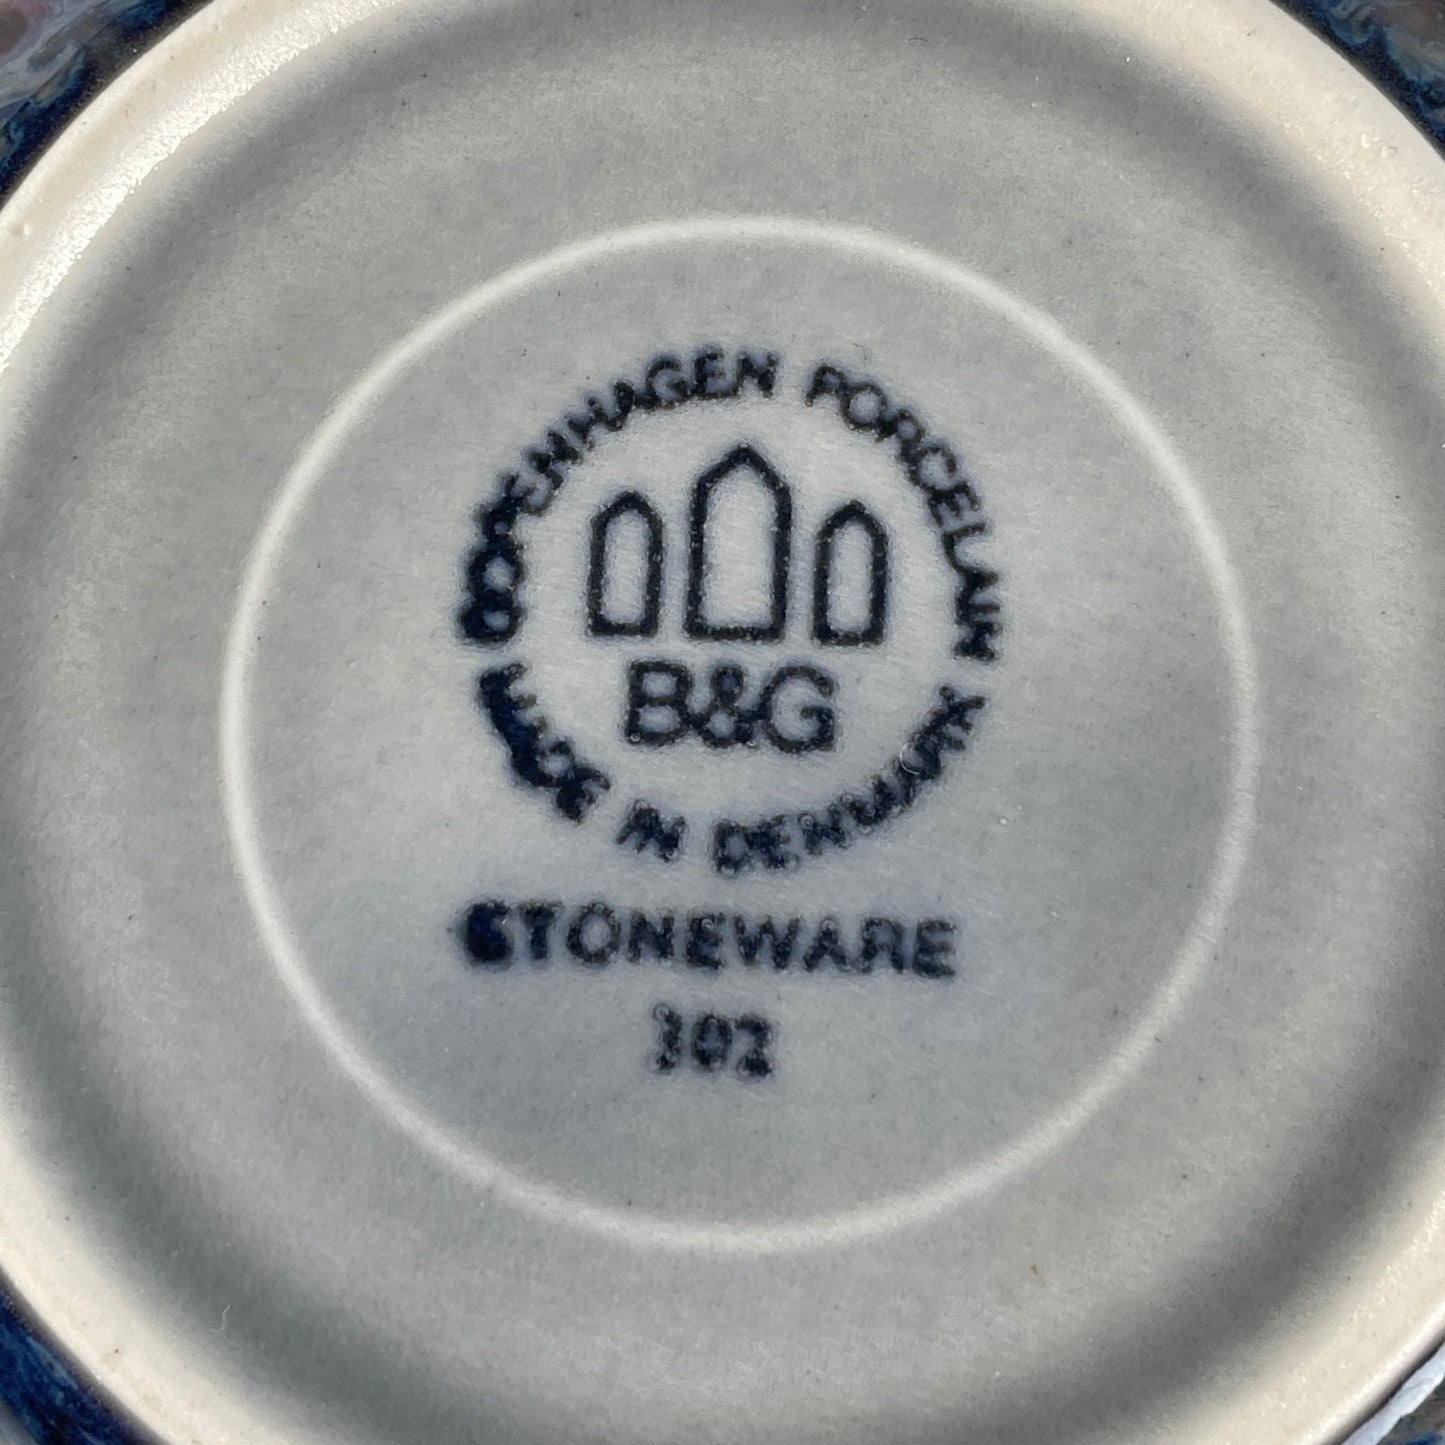 COPENHAGEN PORCELAIN
B&G
MADE IN DENMARK
STONEWARE
302